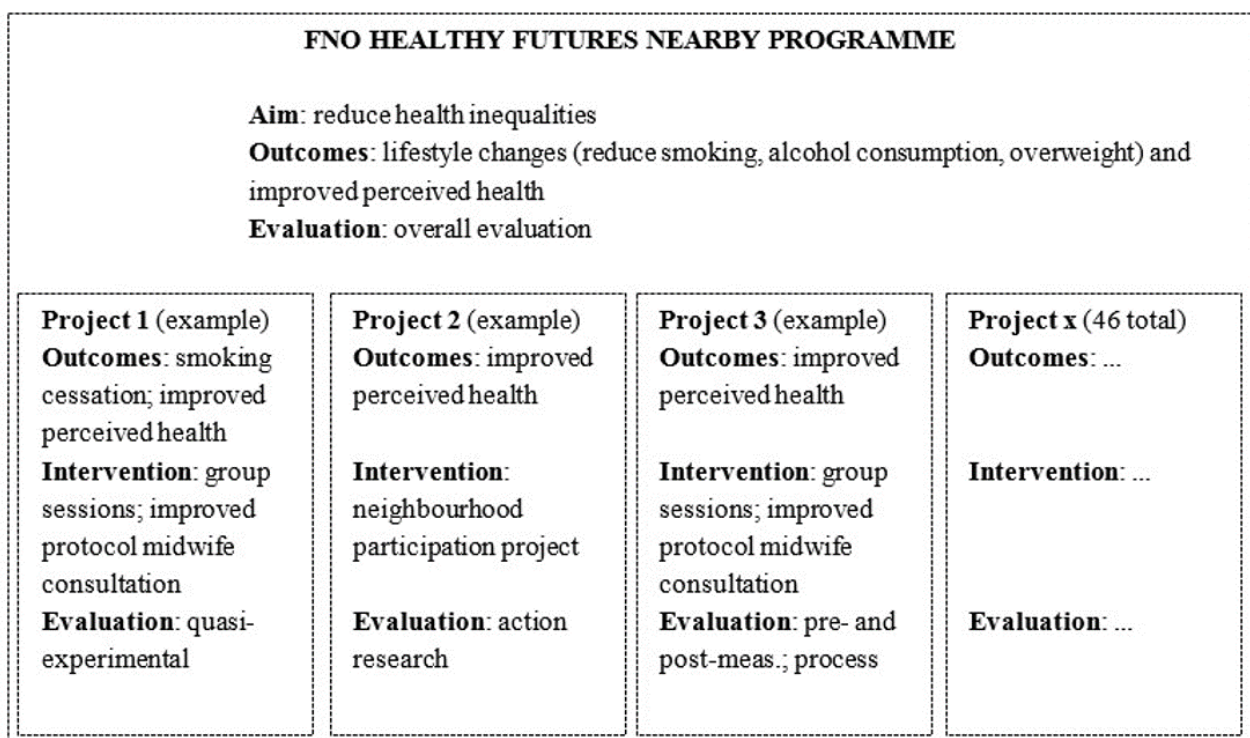 FNO HEALTHY FUTURES NEARBY PROGRAMME
Aim: reduce health inequalities
Outcomes: lifestyle changes (reduce smoking, alcohol consumption, overweight) and
improved perceived health
Evaluation: overall evaluation
Project 1 (example)
Outcomes: smoking
cessation; improved
perceived health
Intervention: group
sessions; improved
protocol midwife
consultation
Evaluation: quasi-
experimental
Project 2 (example)
Outcomes: improved
perceived health
Intervention:
neighbourhood
participation project
Evaluation: action
research
Project 3 (example)
Outcomes: improved
perceived health
Intervention: group
sessions; improved
protocol midwife
consultation
Evaluation: pre- and
post-meas.; process
Project x (46 total)
Outcomes: ...
Intervention: ...
Evaluation: ...